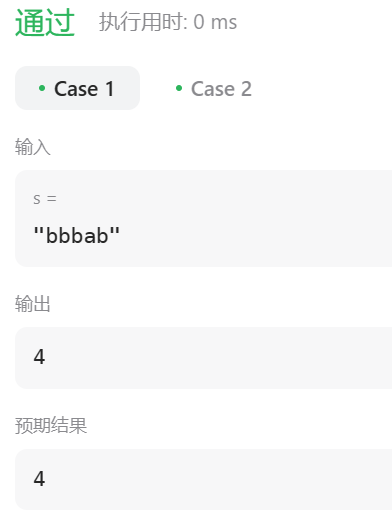 通过 执行用时: 0 ms
Case 1 Case 2
输入
s =
"bbbab"
输出
4
预期结果
4